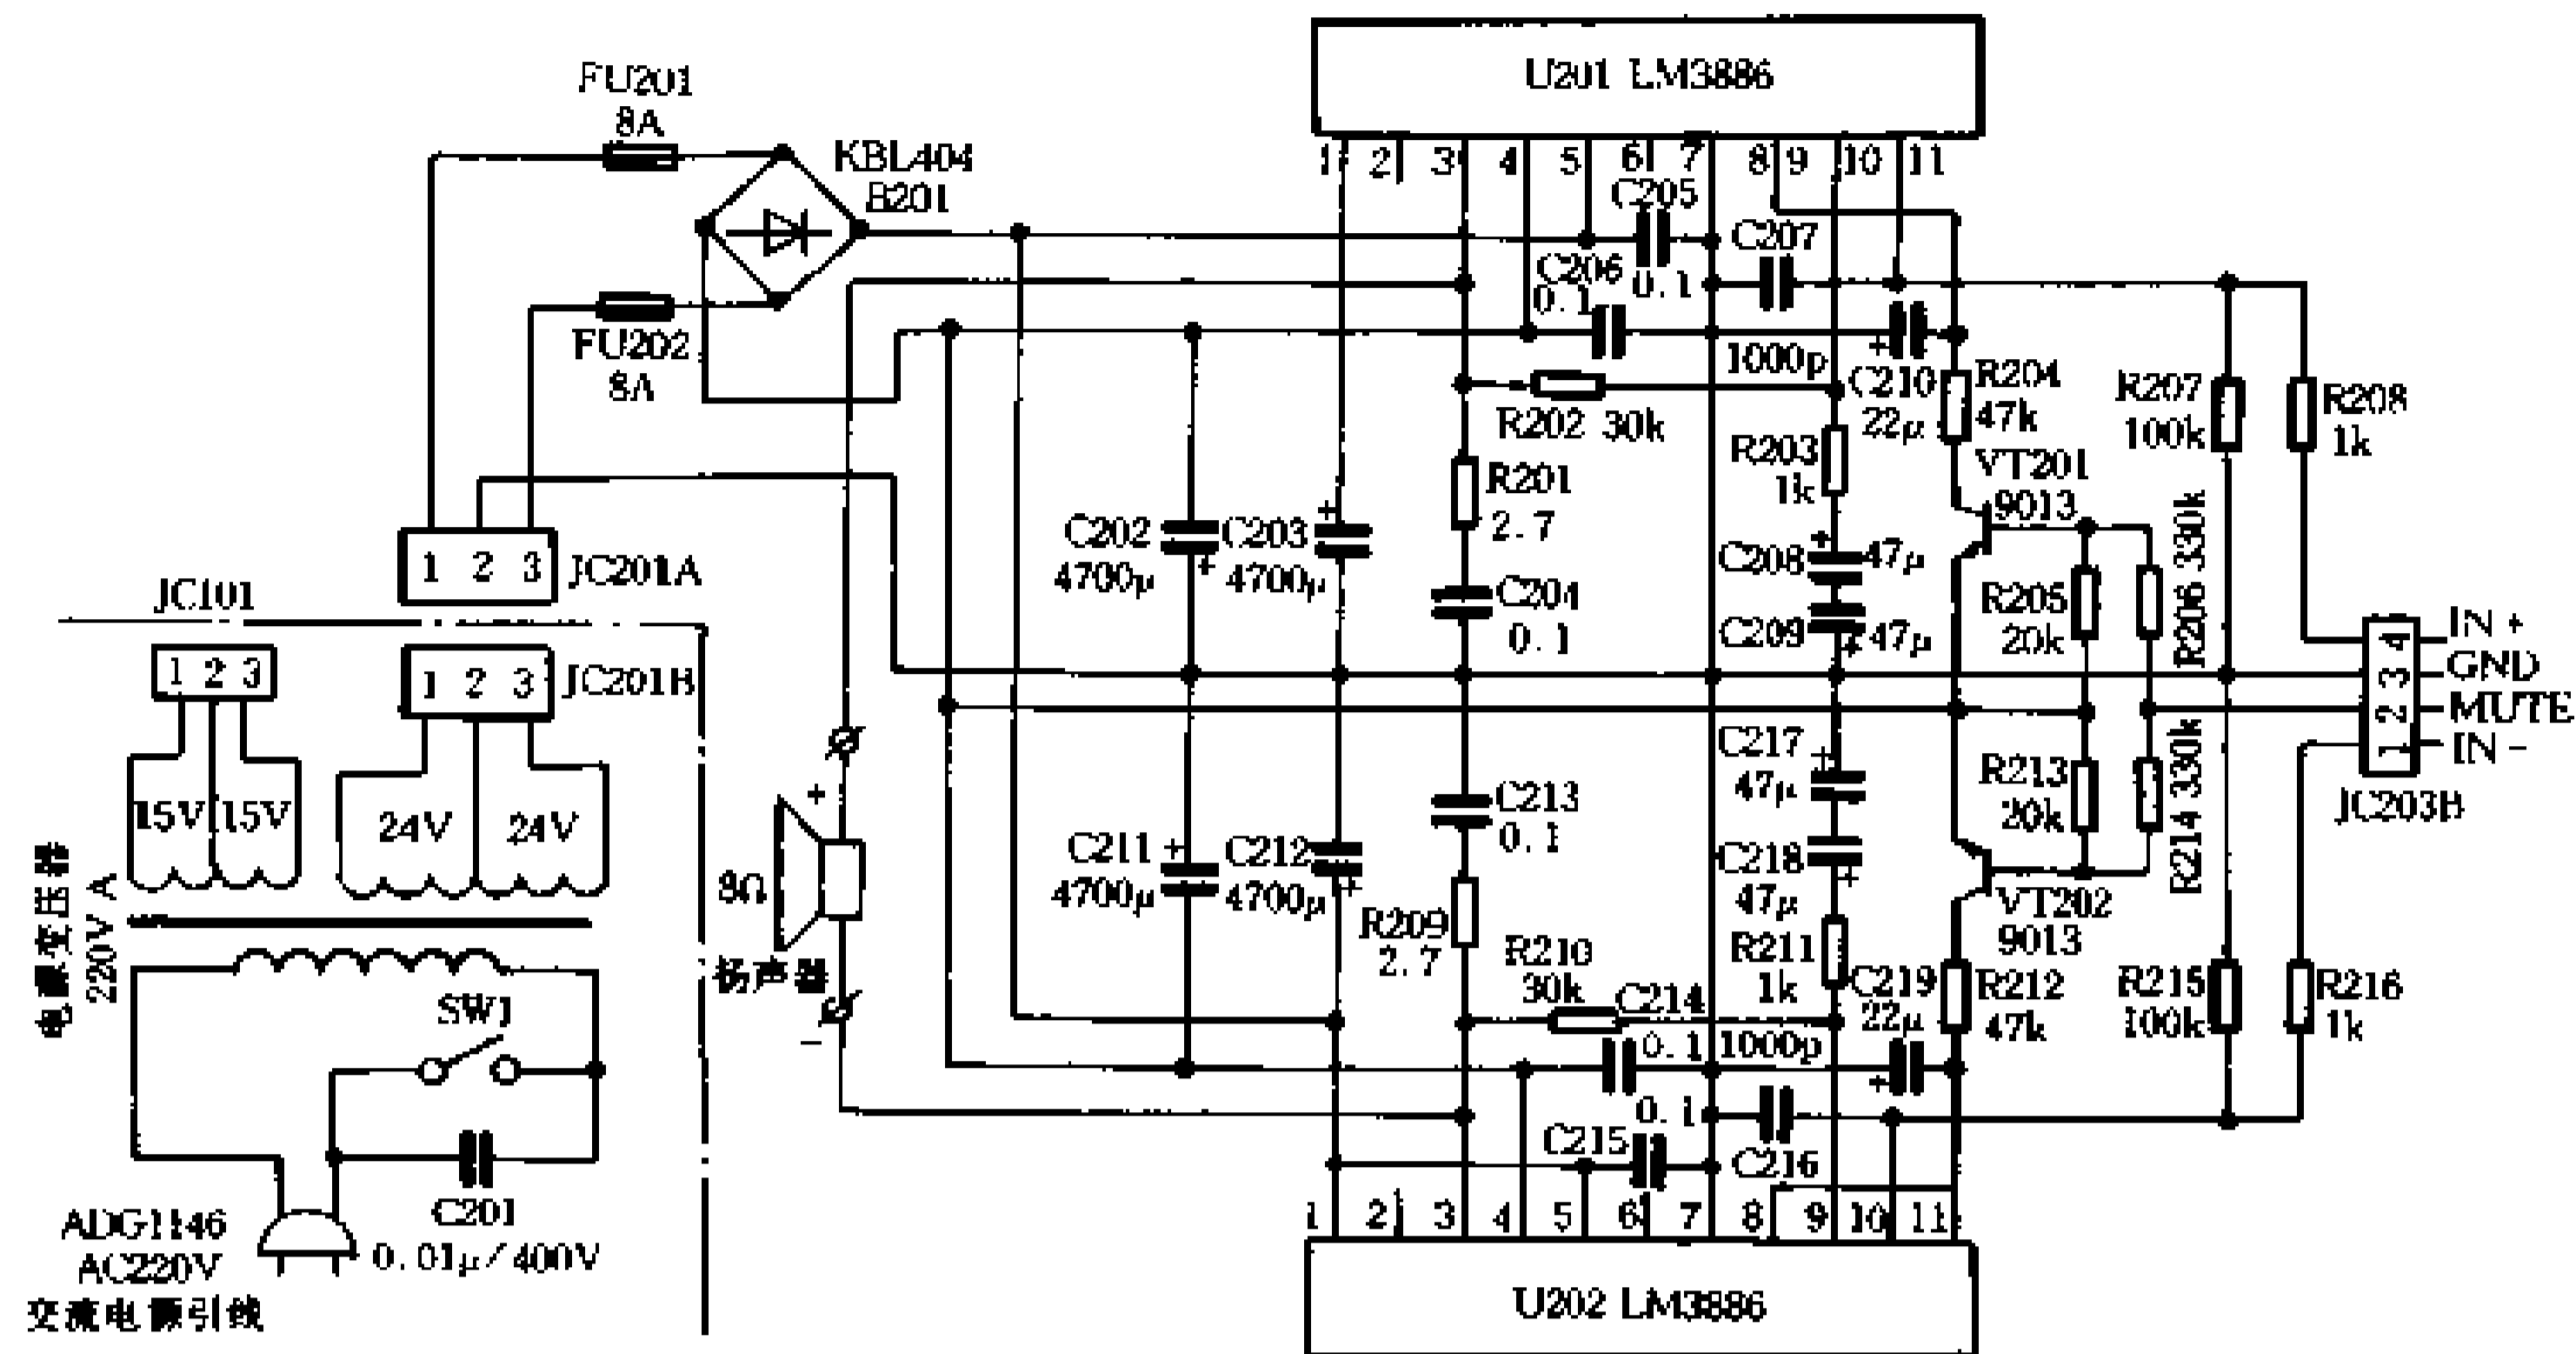 U201 LM3886
1 2 3 4 5 6 7 8 9 10 11
FU201
8A
KBL404
B201
FU202
8A
C205
0.1
C206
0.1
C207
1000p
C210
22μ
R204
47k
R207
100k
R208
1k
R202 30k
R203
1k
VT201
9013
R201
2.7
C202
4700μ
C203
4700μ
C204
0.1
C208
47μ
C209
47μ
R205
20k
R206 330k
1 2 3
JC201A
JC101
1 2 3
1 2 3
JC201B
4
3
2
1
IN +
GND
MUTE
IN -
JC203B
15V
15V
24V
24V
+
8Ω
扬声器
-
C211
4700μ
C212
4700μ
C213
0.1
C217
47μ
C218
47μ
R213
20k
R214 330k
VT202
9013
R209
2.7
R210
30k
R211
1k
C214
0.1
1000p
C219
22μ
R212
47k
R215
100k
R216
1k
电源变压器
220V A
SW1
C201
0.01μ/400V
ADG1146
AC220V
交流电源引线
0.1
C215
C216
1 2 3 4 5 6 7 8 9 10 11
U202 LM3886